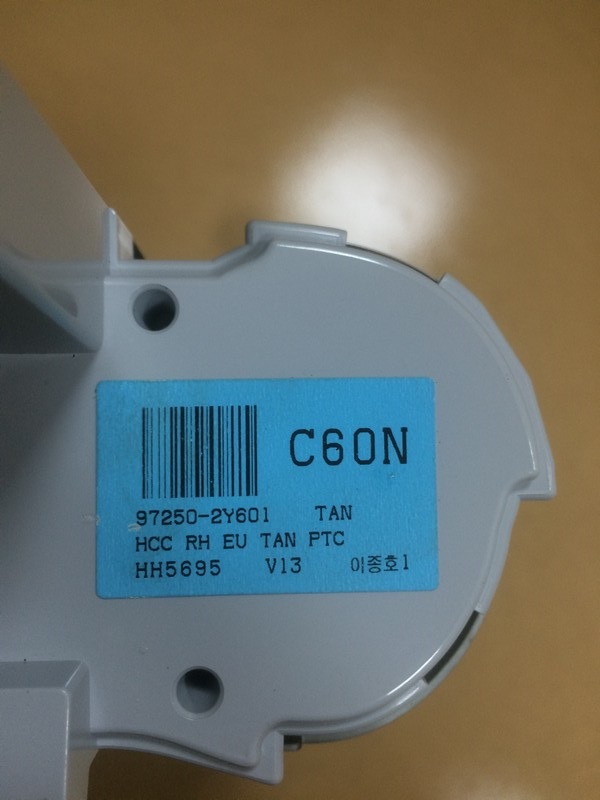 C60N
97250-2Y601 TAN
HCC RH EU TAN PTC
HH5695 V13 이종호1